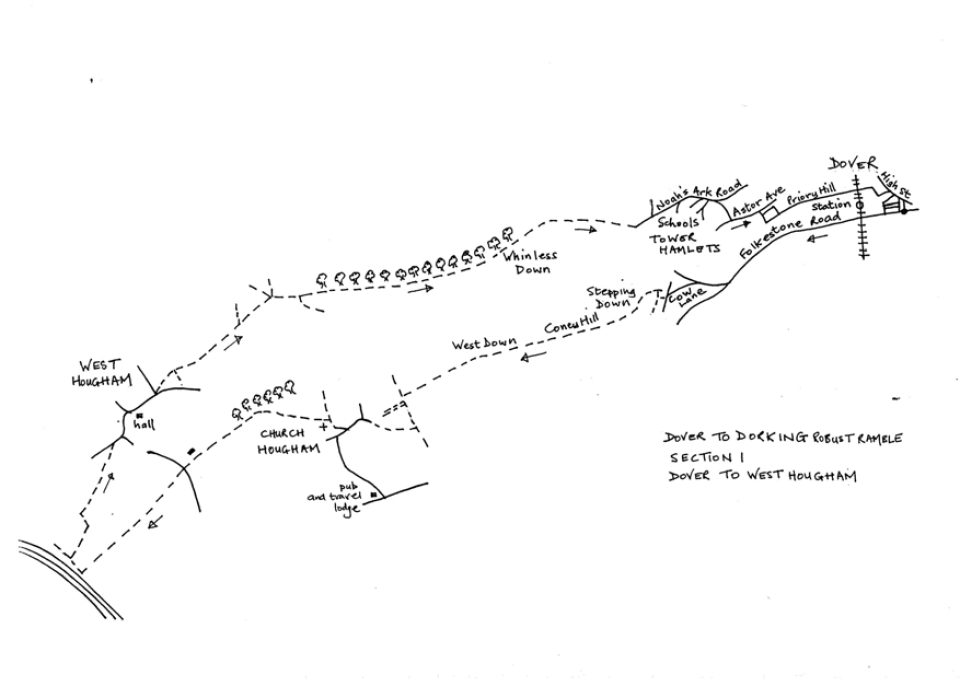 DOVER
High St.
Noah's Ark Road
Astor Ave
Priory Hill
Station
Schools
TOWER
HAMLETS
Folkestone Road
Whinless
Down
Stepping
Down
Cow
Lane
Coney Hill
West Down
WEST
HOUGHAM
hall
CHURCH
HOUGHAM
pub
and travel
lodge
DOVER TO DORKING ROBUST RAMBLE
SECTION 1
DOVER TO WEST HOUGHAM